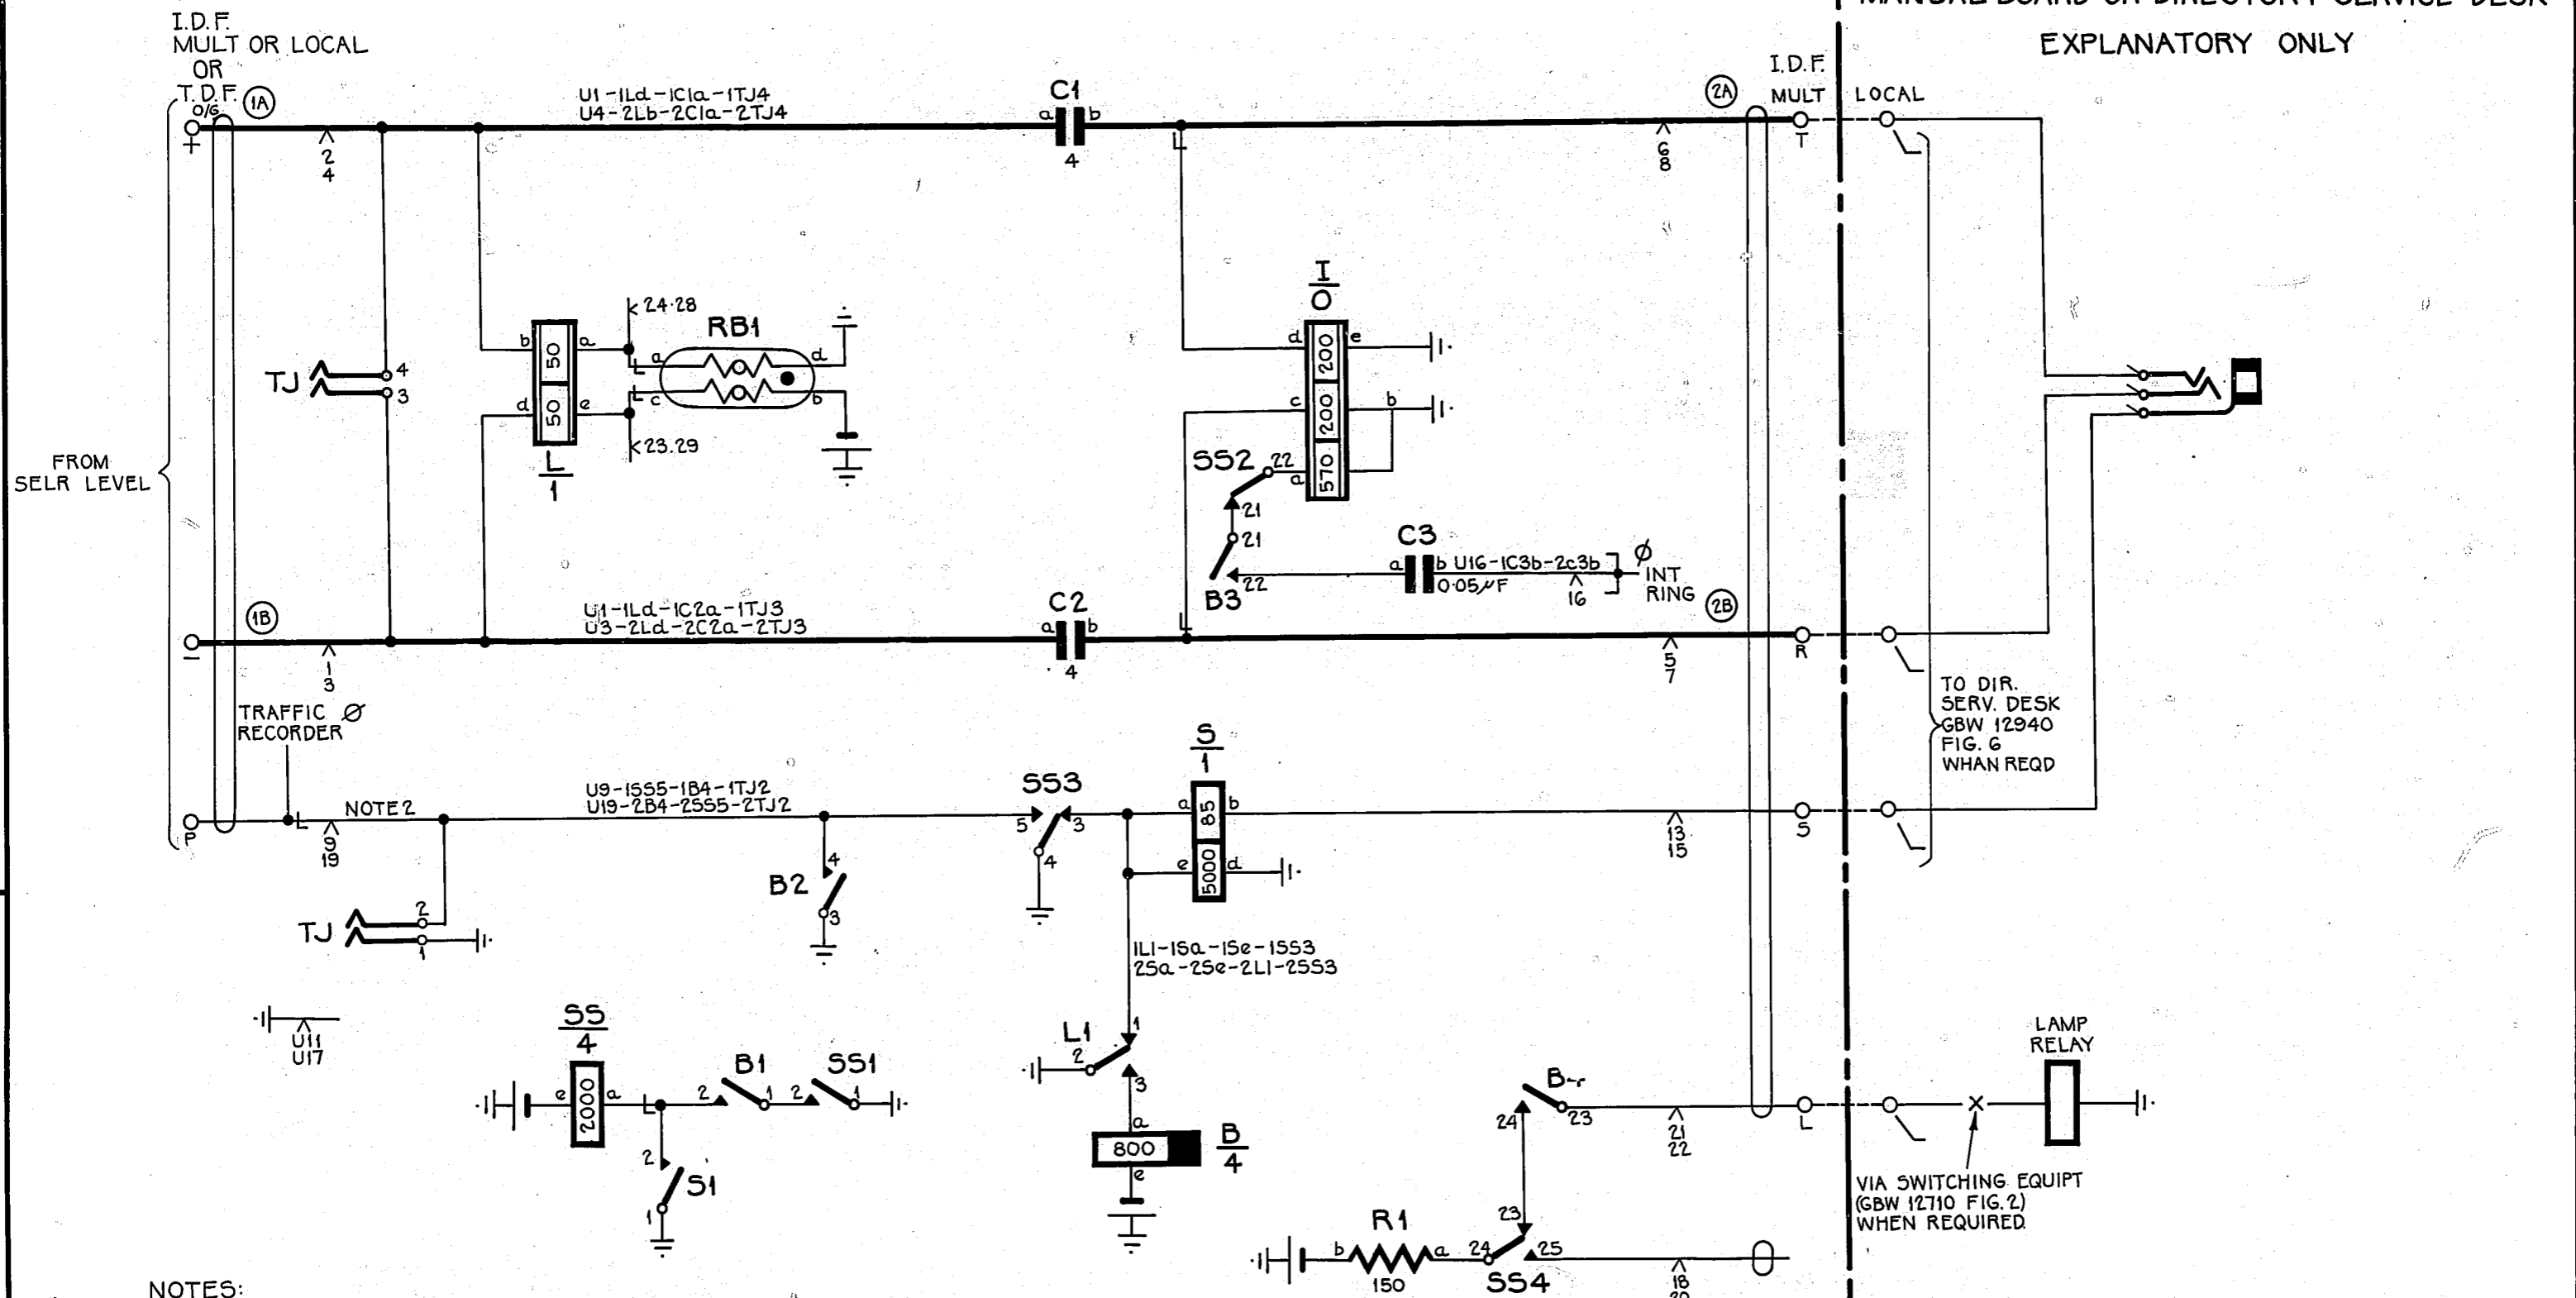 MANUAL BOARD OR DIRECTORY SERVICE DESK
EXPLANATORY ONLY
I.D.F.
MULT OR LOCAL
OR
T.D.F.
O/G
1A
+
2
4
U1-1Ld-1C1a-1TJ4
U4-2Lb-2C1a-2TJ4
C1
a
b
4
L
2A
6
8
I.D.F.
MULT
LOCAL
T
TJ
4
3
b
50
a
d
50
e
L
1
24·28
23.29
RB1
a
d
c
b
L
L
I
O
d
200
e
c
200
b
a
570
SS2
22
21
21
22
B3
C3
a
b
U16-1C3b-2c3b
0·05µF
16
Ø
INT
RING
FROM
SELR LEVEL
1B
−
1
3
U1-1Ld-1C2a-1TJ3
U3-2Ld-2C2a-2TJ3
C2
a
b
4
L
2B
5
7
R
TO DIR.
SERV. DESK
GBW 12940
FIG. 6
WHAN REQD
TRAFFIC Ø
RECORDER
P
L
9
19
NOTE 2
U9-1SS5-1B4-1TJ2
U19-2B4-2SS5-2TJ2
SS3
5
3
4
S
1
a
85
b
e
5000
d
13
15
S
B2
4
3
TJ
2
1
1L1-1Sa-1Se-1SS3
2Sa-2Se-2L1-2SS3
U11
U17
SS
4
e
2000
a
L
2
B1
1
2
SS1
1
2
S1
1
L1
1
2
3
a
800
B
4
e
B-r
24
23
21
22
L
LAMP
RELAY
VIA SWITCHING EQUIPT
(GBW 12710 FIG. 2)
WHEN REQUIRED
R1
b
a
150
23
24
25
SS4
18
20
NOTES: